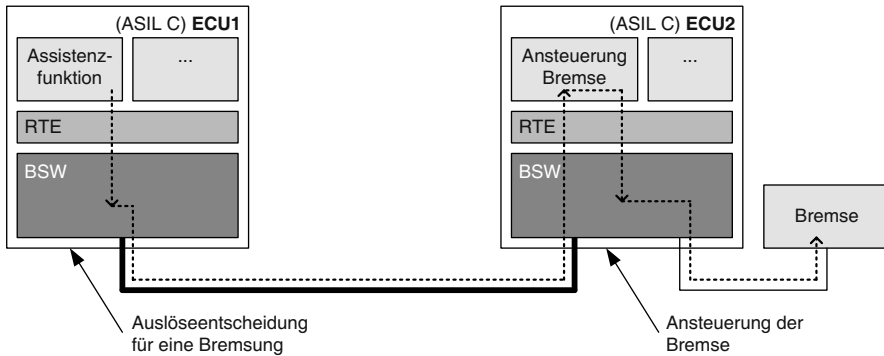 (ASIL C) ECU1
Assistenz-
funktion
...
RTE
BSW
(ASIL C) ECU2
Ansteuerung
Bremse
...
RTE
BSW
Bremse
Auslöseentscheidung
für eine Bremsung
Ansteuerung der
Bremse